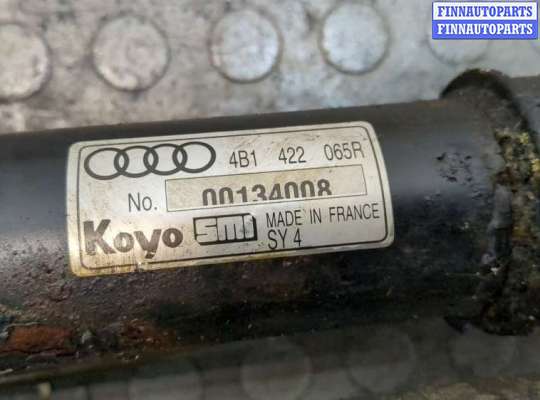 FINNAUTOPARTS
FINNAUTOPARTS
4B1 422 065R
No. 00134008
Koyo smi MADE IN FRANCE
SY 4